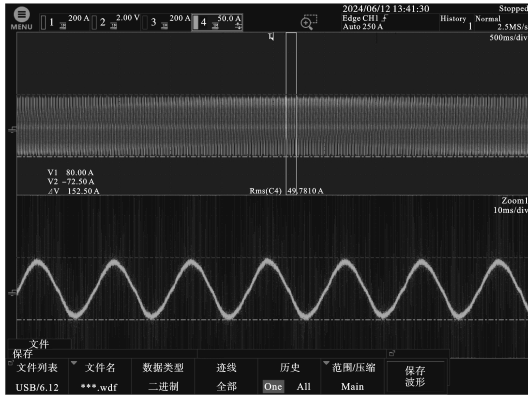 2024/06/12 13:41:30 Stopped
MENU 1 200 A 2 2.00 V 3 200 A 4 50.0 A Edge CH1 History Normal
Auto 250 A 1 2.5MS/s
500ms/div
V1 80.00 A
V2 -72.50 A
⊿V 152.50 A Rms(C4) 49.7810 A
Zoom1
10ms/div
文件
保存
文件列表 文件名 数据类型 迹线 历史 范围/压缩 保存
波形
USB/6.12 ***.wdf 二进制 全部 One All Main